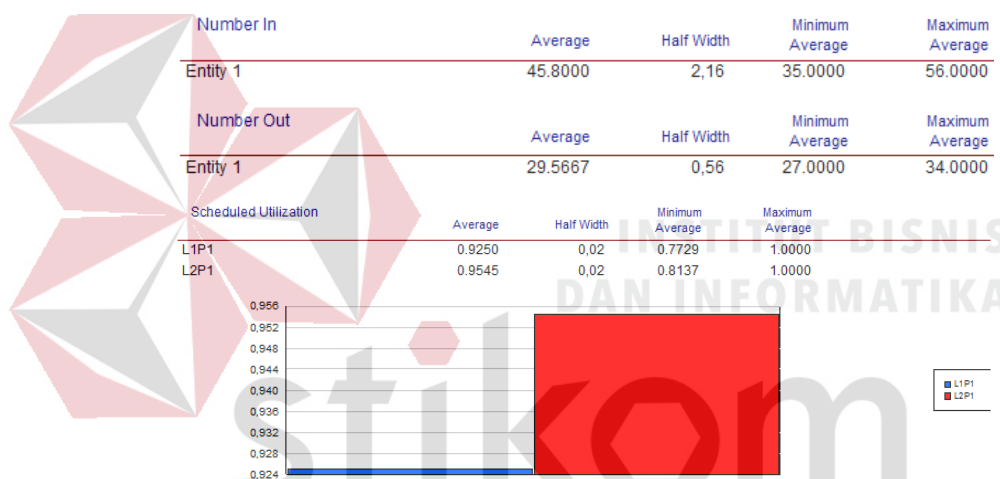 Number In Average Half Width Minimum Average Maximum Average
Entity 1 45.8000 2,16 35.0000 56.0000
Number Out Average Half Width Minimum Average Maximum Average
Entity 1 29.5667 0,56 27.0000 34.0000
Scheduled Utilization Average Half Width Minimum Average Maximum Average
L1P1 0.9250 0,02 0.7729 1.0000
L2P1 0.9545 0,02 0.8137 1.0000
INSTITUT BISNIS
DAN INFORMATIKA
stikom
0,956
0,952
0,948
0,944
0,940
0,936
0,932
0,928
0,924
L1P1
L2P1